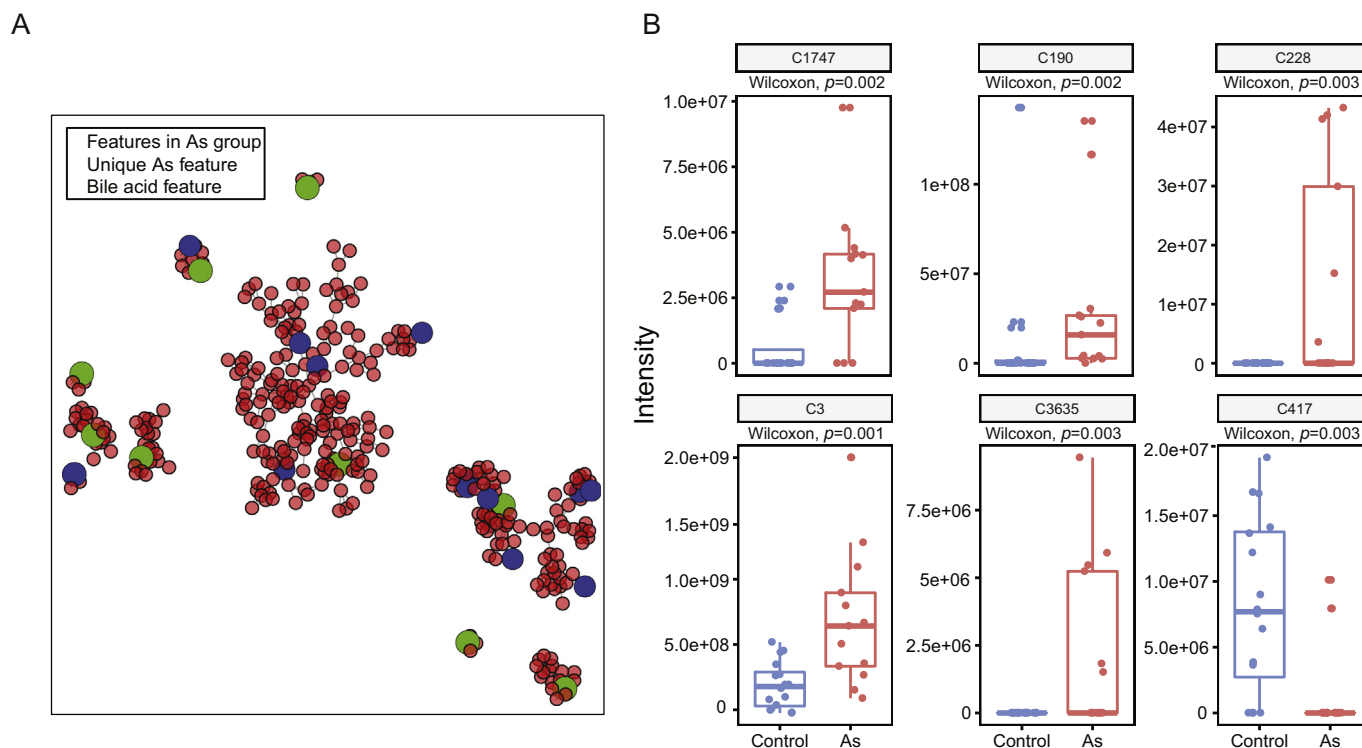 A
B
Features in As group
Unique As feature
Bile acid feature
Intensity
C1747
Wilcoxon, p=0.002
1.0e+07
7.5e+06
5.0e+06
2.5e+06
0
C190
Wilcoxon, p=0.002
1e+08
5e+07
0
C228
Wilcoxon, p=0.003
4e+07
3e+07
2e+07
1e+07
0
C3
Wilcoxon, p=0.001
2.0e+09
1.5e+09
1.0e+09
5.0e+08
0
Control
As
C3635
Wilcoxon, p=0.003
7.5e+06
5e+06
2.5e+06
0
Control
As
C417
Wilcoxon, p=0.003
2.0e+07
1.5e+07
1.0e+07
5.0e+06
0
Control
As